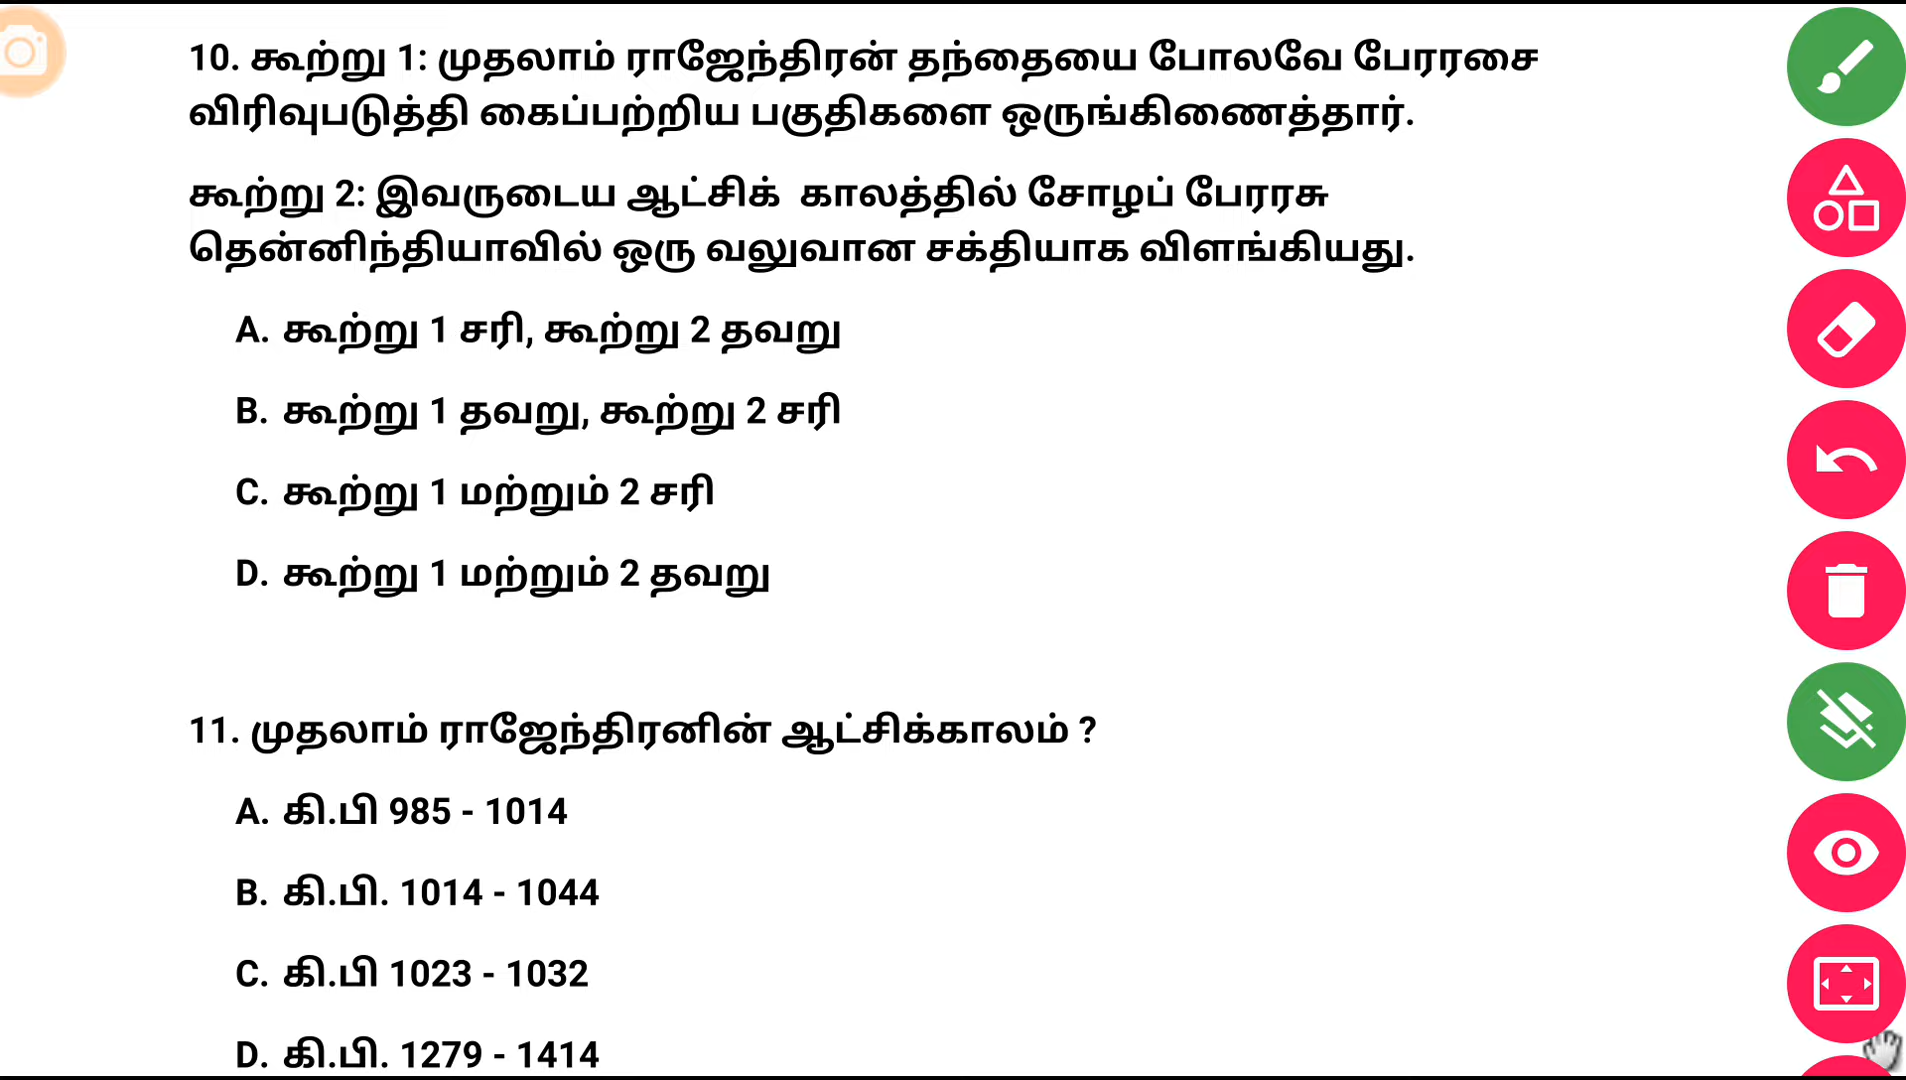 10. கூற்று 1: முதலாம் ராஜேந்திரன் தந்தையை போலவே பேரரசை
விரிவுபடுத்தி கைப்பற்றிய பகுதிகளை ஒருங்கிணைத்தார்.
கூற்று 2: இவருடைய ஆட்சிக் காலத்தில் சோழப் பேரரசு
தென்னிந்தியாவில் ஒரு வலுவான சக்தியாக விளங்கியது.
A. கூற்று 1 சரி, கூற்று 2 தவறு
B. கூற்று 1 தவறு, கூற்று 2 சரி
C. கூற்று 1 மற்றும் 2 சரி
D. கூற்று 1 மற்றும் 2 தவறு
11. முதலாம் ராஜேந்திரனின் ஆட்சிக்காலம் ?
A. கி.பி 985 - 1014
B. கி.பி. 1014 - 1044
C. கி.பி 1023 - 1032
D. கி.பி. 1279 - 1414